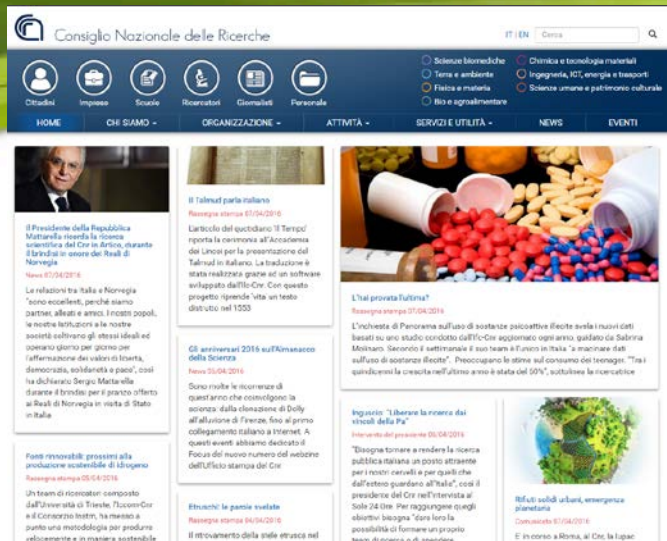 Consiglio Nazionale delle Ricerche
IT | EN
Cerca
Cittadini
Imprese
Scuole
Ricercatori
Giornalisti
Personale
Scienze biomediche
Terra e ambiente
Fisica e materia
Bio e agroalimentare
Chimica e tecnologia materiali
Ingegneria, ICT, energia e trasporti
Scienze umane e patrimonio culturale
HOME CHI SIAMO ORGANIZZAZIONE ATTIVITÀ SERVIZI E UTILITÀ NEWS EVENTI
Il Presidente della Repubblica
Mattarella ricorda la ricerca
scientifica del Cnr in Artico, durante
il brindisi in onore dei Reali di
Norvegia
News 07/04/2016
Le relazioni tra Italia e Norvegia
"sono eccellenti, perché siamo
partner, alleati e amici. I nostri popoli,
le nostre istituzioni e le nostre
società coltivano gli stessi ideali ed
operano giorno per giorno per
l'affermazione dei valori di libertà,
democrazia, solidarietà e pace", così
ha dichiarato Sergio Mattarella
durante il brindisi per il pranzo offerto
ai Reali di Norvegia in visita di Stato
in Italia
Fonti rinnovabili: prossimi alla
produzione sostenibile di idrogeno
Rassegna stampa 05/04/2016
Un team di ricercatori composto
dall'Università di Trieste, l'Iccom-Cnr
e il Consorzio Instm, ha messo a
punto una metodologia per produrre
velocemente e in maniera sostenibile
Il Talmud parla italiano
Rassegna stampa 07/04/2016
L'articolo del quotidiano 'Il Tempo'
riporta la cerimonia all'Accademia
dei Lincei per la presentazione del
Talmud in italiano. La traduzione è
stata realizzata grazie ad un software
sviluppato dall'Ilc-Cnr. Con questo
progetto riprende 'vita' un testo
distrutto nel 1553
Gli anniversari 2016 sull'Almanacco
della Scienza
News 05/04/2016
Sono molte le ricorrenze di
quest'anno che coinvolgono la
scienza: dalla clonazione di Dolly
all'alluvione di Firenze, fino al primo
collegamento italiano a Internet. A
questi eventi abbiamo dedicato il
Focus del nuovo numero del webzine
dell'Ufficio stampa del Cnr
Etruschi: le parole svelate
Rassegna stampa 04/04/2016
Il ritrovamento della stele etrusca nel
L'hai provata l'ultima?
Rassegna stampa 07/04/2016
L'inchiesta di Panorama sull'uso di sostanze psicoattive illecite svela i nuovi dati
basati su uno studio condotto dall'Ifc-Cnr aggiornato ogni anno, guidato da Sabrina
Molinaro. Secondo il settimanale il suo team è l'unico in Italia "a macinare dati
sull'uso di sostanze illecite". Preoccupano le stime sul consumo dei teenager. "Tra i
quindicenni la crescita nell'ultimo anno è stata del 50%", sottolinea la ricercatrice
Inguscio: "Liberare la ricerca dai
vincoli della Pa"
Intervento del presidente 06/04/2016
"Bisogna tornare a rendere la ricerca
pubblica italiana un posto attraente
per i nostri cervelli e per quelli che
dall'estero guardano all'Italia", così il
presidente del Cnr nell'intervista al
Sole 24 Ore. Per raggiungere quegli
obiettivi bisogna "dare loro la
possibilità di formare un proprio
team di ricerca e di spendere
Rifiuti solidi urbani, emergenza
planetaria
Comunicato 07/04/2016
E' in corso a Roma, al Cnr, la Iupac